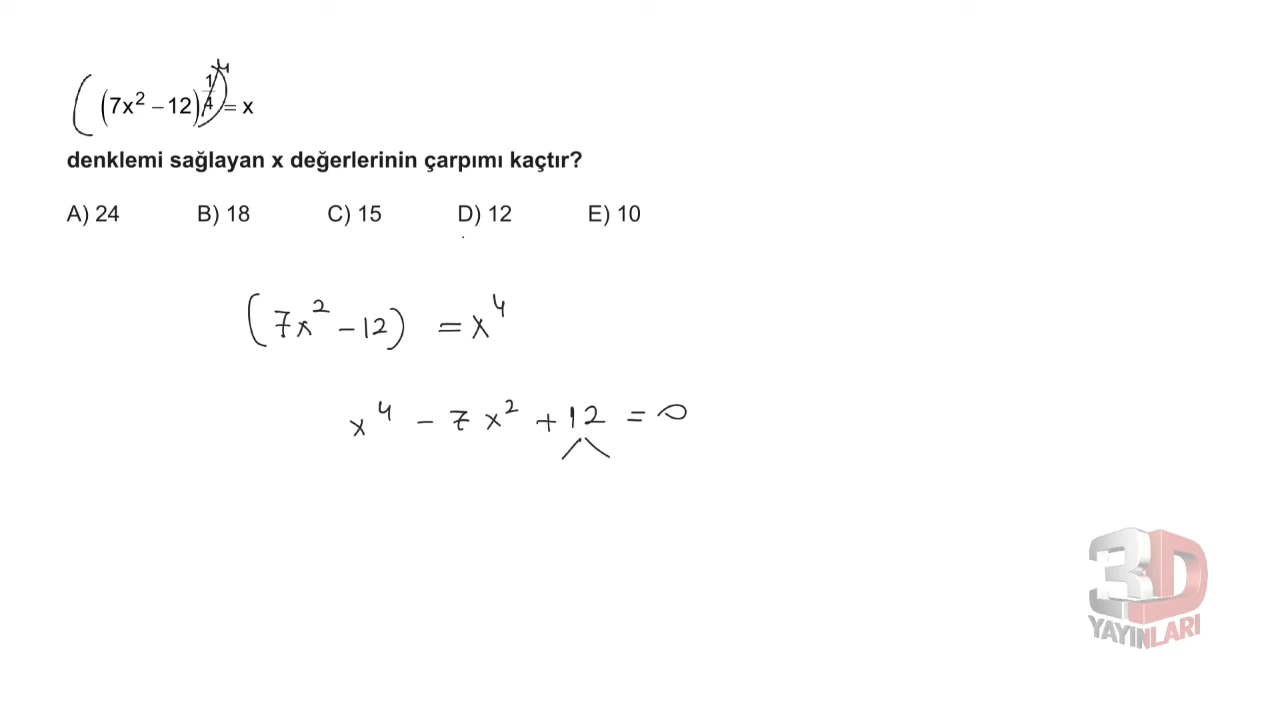 ((7x² – 12)^(1/4))^4 = x
denklemi sağlayan x değerlerinin çarpımı kaçtır?
A) 24 B) 18 C) 15 D) 12 E) 10
(7x² – 12) = x⁴
x⁴ – 7x² + 12 = 0
3D
YAYINLARI